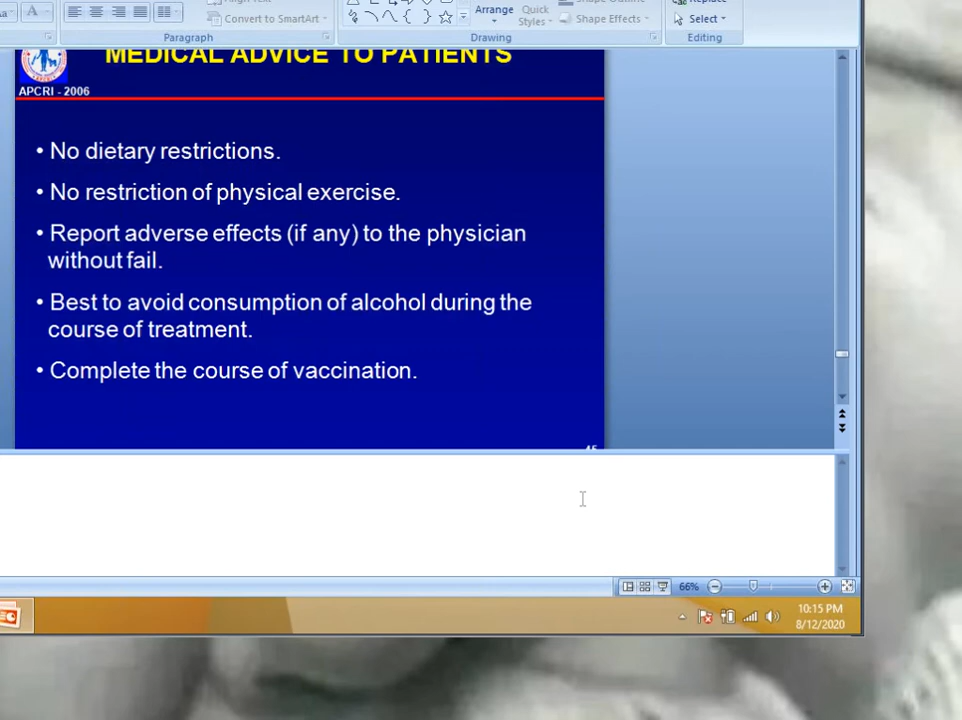 Aa
A
Convert to SmartArt
Paragraph
Arrange
Quick
Styles
Shape Effects
Drawing
Select
Editing
MEDICAL ADVICE TO PATIENTS
APCRI - 2006
• No dietary restrictions.
• No restriction of physical exercise.
• Report adverse effects (if any) to the physician
without fail.
• Best to avoid consumption of alcohol during the
course of treatment.
• Complete the course of vaccination.
66%
10:15 PM
8/12/2020